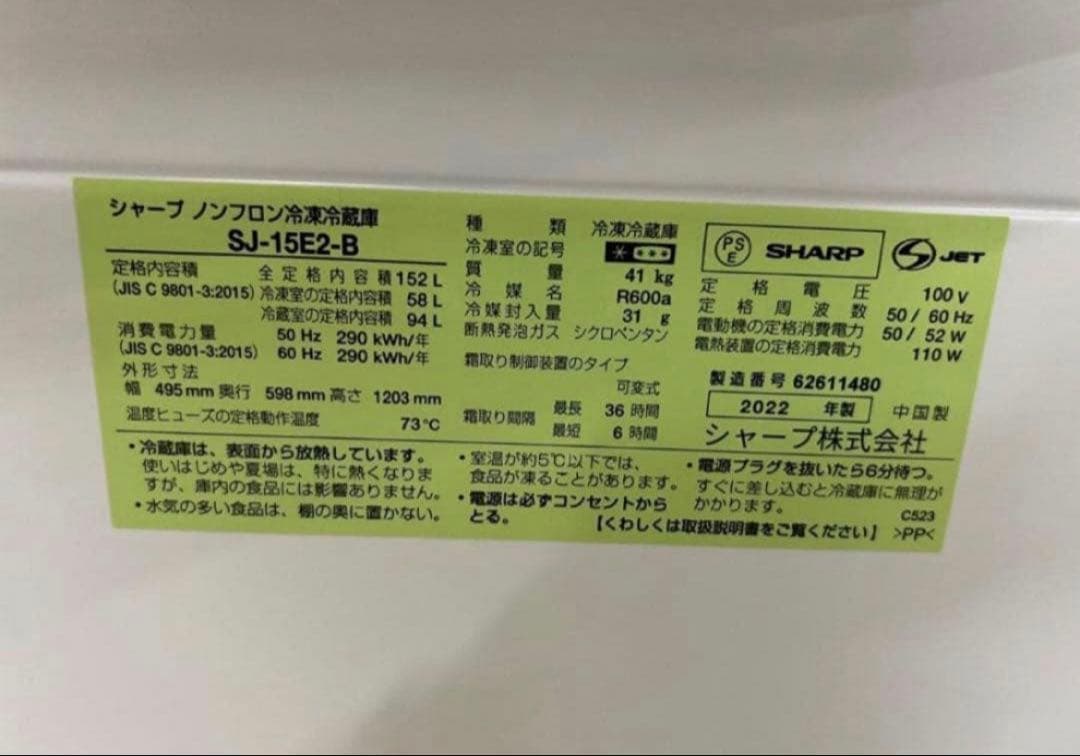 シャープ ノンフロン冷凍冷蔵庫
SJ-15E2-B
定格内容積
(JIS C 9801-3:2015)
全定格内容積 152 L
冷凍室の定格内容積 58 L
冷蔵室の定格内容積 94 L
消費電力量
(JIS C 9801-3:2015)
50 Hz 290 kWh/年
60 Hz 290 kWh/年
外形寸法
幅 495 mm 奥行 598 mm 高さ 1203 mm
温度ヒューズの定格動作温度 73℃
種類 冷凍冷蔵庫
冷凍室の記号
質量 41 kg
冷媒名 R600a
冷媒封入量 31 g
断熱発泡ガス シクロペンタン
霜取り制御装置のタイプ
可変式
霜取り間隔 最長 36 時間
最短 6 時間
PS
E
SHARP
JET
定格電圧 100 V
定格周波数 50 / 60 Hz
電動機の定格消費電力 50 / 52 W
電熱装置の定格消費電力 110 W
製造番号 62611480
2022 年製 中国製
シャープ株式会社
・冷蔵庫は、表面から放熱しています。
使いはじめや夏場は、特に熱くなりま
すが、庫内の食品には影響ありません。
・水気の多い食品は、棚の奥に置かない。
・室温が約5℃以下では、
食品が凍ることがあります。
・電源は必ずコンセントから
とる。
・電源プラグを抜いたら6分待つ。
すぐに差し込むと冷蔵庫に無理が
かかります。
C523
【くわしくは取扱説明書をご覧ください】 >PP<